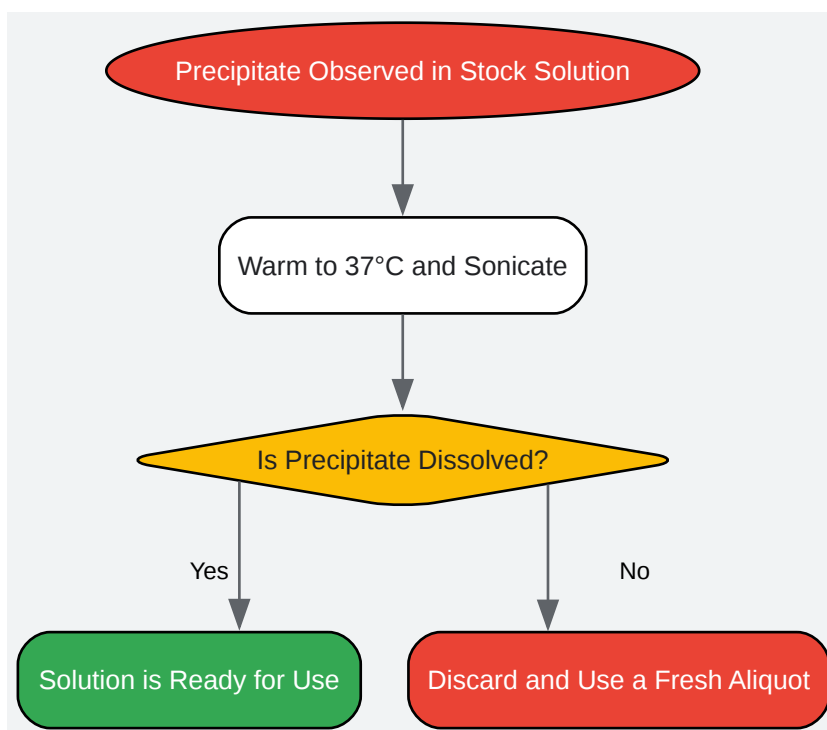 Precipitate Observed in Stock Solution
Warm to 37°C and Sonicate
Is Precipitate Dissolved?
Yes
No
Solution is Ready for Use
Discard and Use a Fresh Aliquot